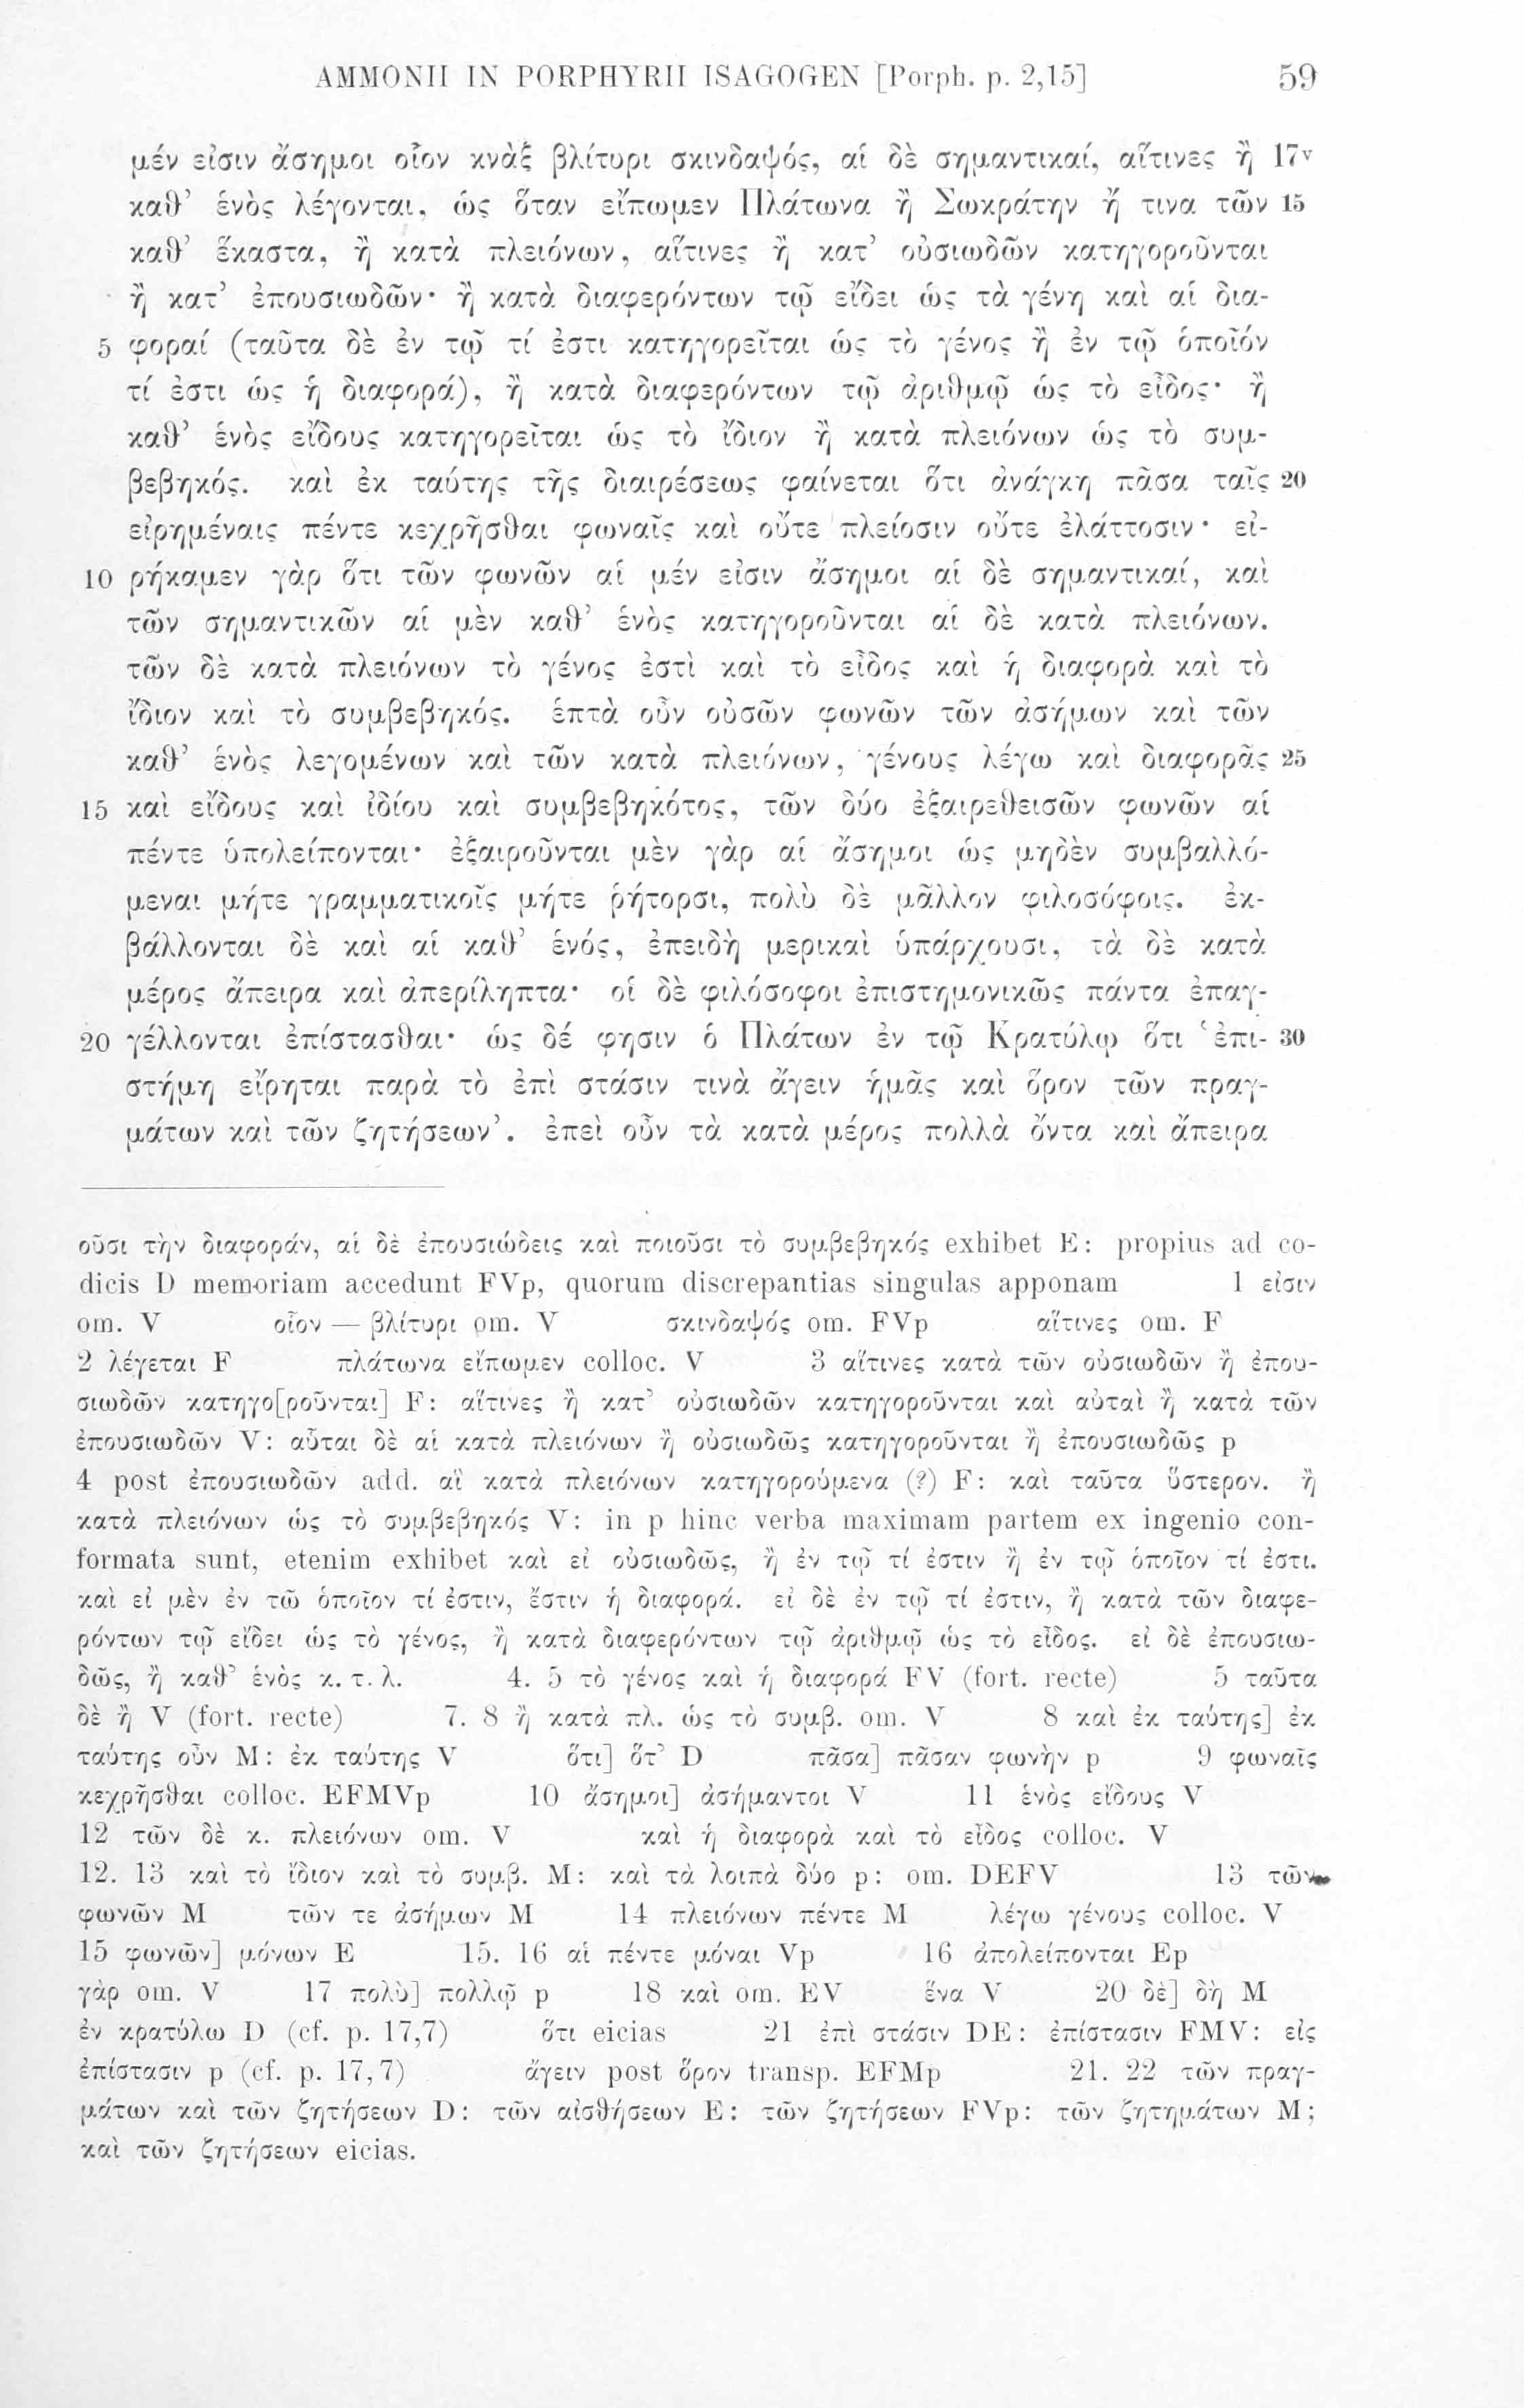 AMMONII IN PORPHYRII ISAGOGEN [Porph. p. 2,15] 59
μέν εἰσιν ἄσημοι οἷον κνὰξ βλίτυρι σκινδαψός, αἱ δὲ σημαντικαί, αἵτινες ἢ 17v
καθ’ ἑνὸς λέγονται, ὡς ὅταν εἴπωμεν Πλάτωνα ἢ Σωκράτην ἤ τινα τῶν 15
καθ’ ἕκαστα, ἢ κατὰ πλειόνων, αἵτινες ἢ κατ’ οὐσιωδῶν κατηγοροῦνται
ἢ κατ’ ἐπουσιωδῶν· ἢ κατὰ διαφερόντων τῷ εἴδει ὡς τὰ γένη καὶ αἱ δια-
5 φοραί (ταῦτα δὲ ἐν τῷ τί ἐστι κατηγορεῖται ὡς τὸ γένος ἢ ἐν τῷ ὁποῖόν
τί ἐστι ὡς ἡ διαφορά), ἢ κατὰ διαφερόντων τῷ ἀριθμῷ ὡς τὸ εἶδος· ἢ
καθ’ ἑνὸς εἴδους κατηγορεῖται ὡς τὸ ἴδιον ἢ κατὰ πλειόνων ὡς τὸ συμ-
βεβηκός. καὶ ἐκ ταύτης τῆς διαιρέσεως φαίνεται ὅτι ἀνάγκη πᾶσα ταῖς 20
εἰρημέναις πέντε κεχρῆσθαι φωναῖς καὶ οὔτε πλείοσιν οὔτε ἐλάττοσιν· εἰ-
10 ρήκαμεν γὰρ ὅτι τῶν φωνῶν αἱ μέν εἰσιν ἄσημοι αἱ δὲ σημαντικαί, καὶ
τῶν σημαντικῶν αἱ μὲν καθ’ ἑνὸς κατηγοροῦνται αἱ δὲ κατὰ πλειόνων.
τῶν δὲ κατὰ πλειόνων τὸ γένος ἐστὶ καὶ τὸ εἶδος καὶ ἡ διαφορὰ καὶ τὸ
ἴδιον καὶ τὸ συμβεβηκός. ἑπτὰ οὖν οὐσῶν φωνῶν τῶν ἀσήμων καὶ τῶν
καθ’ ἑνὸς λεγομένων καὶ τῶν κατὰ πλειόνων, γένους λέγω καὶ διαφορᾶς 25
15 καὶ εἴδους καὶ ἰδίου καὶ συμβεβηκότος, τῶν δύο ἐξαιρεθεισῶν φωνῶν αἱ
πέντε ὑπολείπονται· ἐξαιροῦνται μὲν γὰρ αἱ ἄσημοι ὡς μηδὲν συμβαλλό-
μεναι μήτε γραμματικοῖς μήτε ῥήτορσι, πολὺ δὲ μᾶλλον φιλοσόφοις. ἐκ-
βάλλονται δὲ καὶ αἱ καθ’ ἑνός, ἐπειδὴ μερικαὶ ὑπάρχουσι, τὰ δὲ κατὰ
μέρος ἄπειρα καὶ ἀπερίληπτα· οἱ δὲ φιλόσοφοι ἐπιστημονικῶς πάντα ἐπαγ-
20 γέλλονται ἐπίστασθαι· ὡς δέ φησιν ὁ Πλάτων ἐν τῷ Κρατύλῳ ὅτι ‘ἐπι- 30
στήμη εἴρηται παρὰ τὸ ἐπὶ στάσιν τινὰ ἄγειν ἡμᾶς καὶ ὅρον τῶν πραγ-
μάτων καὶ τῶν ζητήσεων’. ἐπεὶ οὖν τὰ κατὰ μέρος πολλὰ ὄντα καὶ ἄπειρα
οῦσι τὴν διαφοράν, αἱ δὲ ἐπουσιώδεις καὶ ποιοῦσι τὸ συμβεβηκός exhibet E: propius ad co-
dicis D memoriam accedunt FVp, quorum discrepantias singulas apponam 1 εἰσιν
om. V οἷον — βλίτυρι om. V σκινδαψός om. FVp αἵτινες om. F
2 λέγεται F πλάτωνα εἴπωμεν colloc. V 3 αἵτινες κατὰ τῶν οὐσιωδῶν ἢ ἐπου-
σιωδῶν κατηγο[ροῦνται] F: αἵτινες ἢ κατ’ οὐσιωδῶν κατηγοροῦνται καὶ αὐταὶ ἢ κατὰ τῶν
ἐπουσιωδῶν V: αὗται δὲ αἱ κατὰ πλειόνων ἢ οὐσιωδῶς κατηγοροῦνται ἢ ἐπουσιωδῶς p
4 post ἐπουσιωδῶν add. αἳ κατὰ πλειόνων κατηγορούμενα (?) F: καὶ ταῦτα ὕστερον. ἢ
κατὰ πλειόνων ὡς τὸ συμβεβηκός V: in p hinc verba maximam partem ex ingenio con-
formata sunt, etenim exhibet καὶ εἰ οὐσιωδῶς, ἢ ἐν τῷ τί ἐστιν ἢ ἐν τῷ ὁποῖον τί ἐστι.
καὶ εἰ μὲν ἐν τῶ ὁποῖον τί ἐστιν, ἔστιν ἡ διαφορά. εἰ δὲ ἐν τῷ τί ἐστιν, ἢ κατὰ τῶν διαφε-
ρόντων τῷ εἴδει ὡς τὸ γένος, ἢ κατὰ διαφερόντων τῷ ἀριθμῷ ὡς τὸ εἶδος. εἰ δὲ ἐπουσιω-
δῶς, ἢ καθ’ ἑνὸς κ. τ. λ. 4. 5 τὸ γένος καὶ ἡ διαφορά FV (fort. recte) 5 ταῦτα
δὲ ἢ V (fort. recte) 7. 8 ἢ κατὰ πλ. ὡς τὸ συμβ. om. V 8 καὶ ἐκ ταύτης] ἐκ
ταύτης οὖν M: ἐκ ταύτης V ὅτι] ὅτ’ D πᾶσα] πᾶσαν φωνὴν p 9 φωναῖς
κεχρῆσθαι colloc. EFMVp 10 ἄσημοι] ἀσήμαντοι V 11 ἑνὸς εἴδους V
12 τῶν δὲ κ. πλειόνων om. V καὶ ἡ διαφορὰ καὶ τὸ εἶδος colloc. V
12. 13 καὶ τὸ ἴδιον καὶ τὸ συμβ. M: καὶ τὰ λοιπὰ δύο p: om. DEFV 13 τῶν
φωνῶν M τῶν τε ἀσήμων M 14 πλειόνων πέντε M λέγω γένους colloc. V
15 φωνῶν] μόνων E 15. 16 αἱ πέντε μόναι Vp 16 ἀπολείπονται Ep
γὰρ om. V 17 πολὺ] πολλῷ p 18 καὶ om. EV ἕνα V 20 δὲ] δὴ M
ἐν κρατύλω D (cf. p. 17,7) ὅτι eicias 21 ἐπὶ στάσιν DE: ἐπίστασιν FMV: εἰς
ἐπίστασιν p (cf. p. 17,7) ἄγειν post ὅρον transp. EFMp 21. 22 τῶν πραγ-
μάτων καὶ τῶν ζητήσεων D: τῶν αἰσθήσεων E: τῶν ζητήσεων FVp: τῶν ζητημάτων M;
καὶ τῶν ζητήσεων eicias.